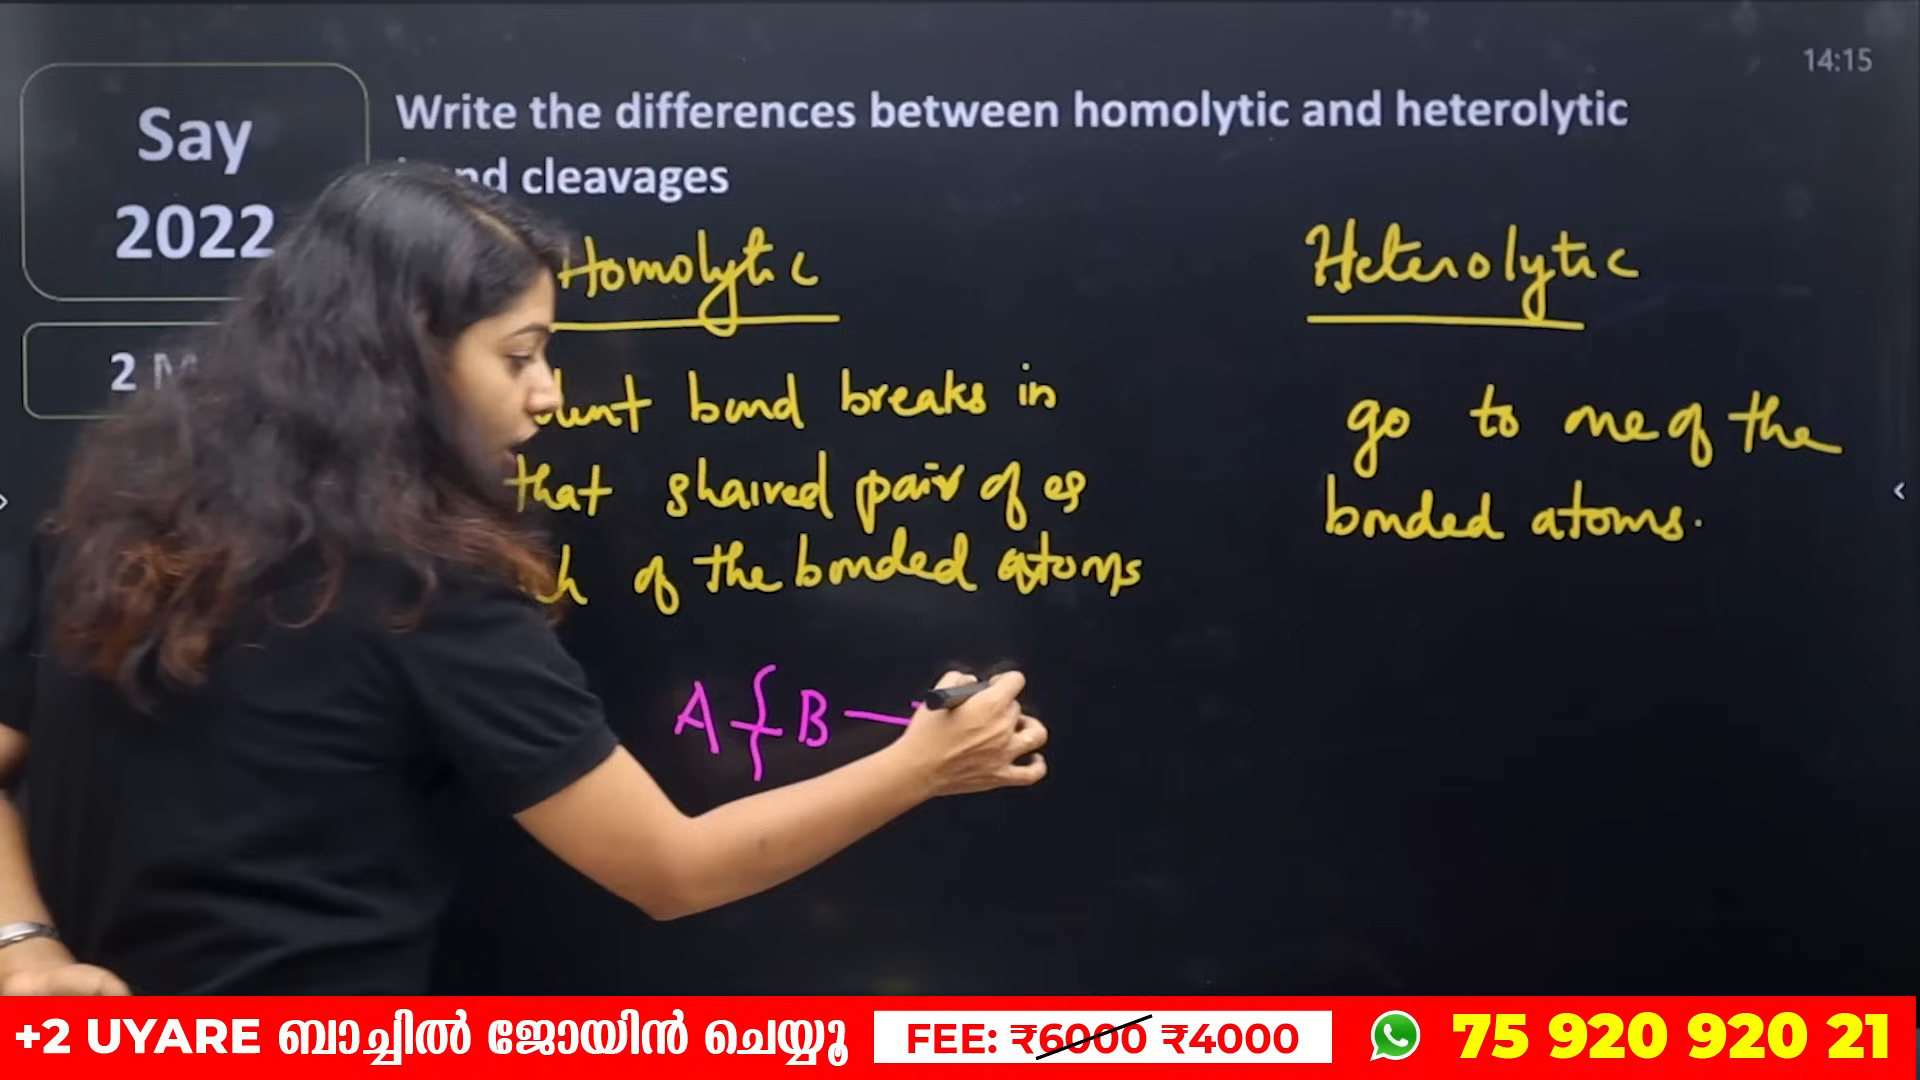 14:15
Say
2022
2
Write the differences between homolytic and heterolytic
cleavages
Homolytic
Heterolytic
bond breaks in
that shaired pair of es
of the bonded atoms
go to one of the
bonded atoms.
A B
+2 UYARE ബാച്ചിൽ ജോയിൻ ചെയ്യൂ
FEE: ₹6000 ₹4000
75 920 920 21